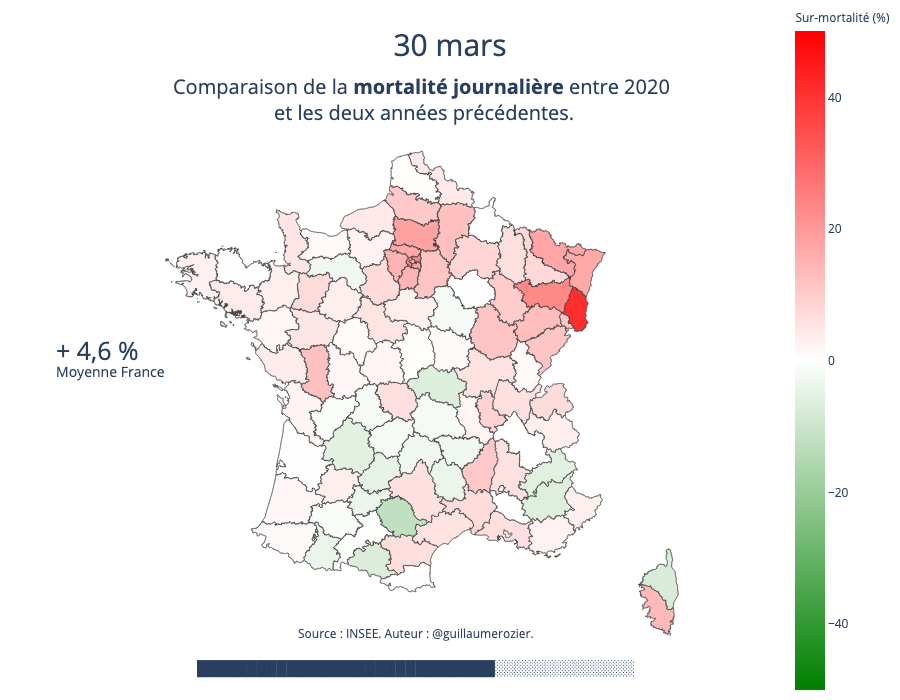 Sur-mortalité (%)
30 mars
Comparaison de la mortalité journalière entre 2020
et les deux années précédentes.
40
20
0
−20
−40
+ 4,6 %
Moyenne France
Source : INSEE. Auteur : @guillaumerozier.